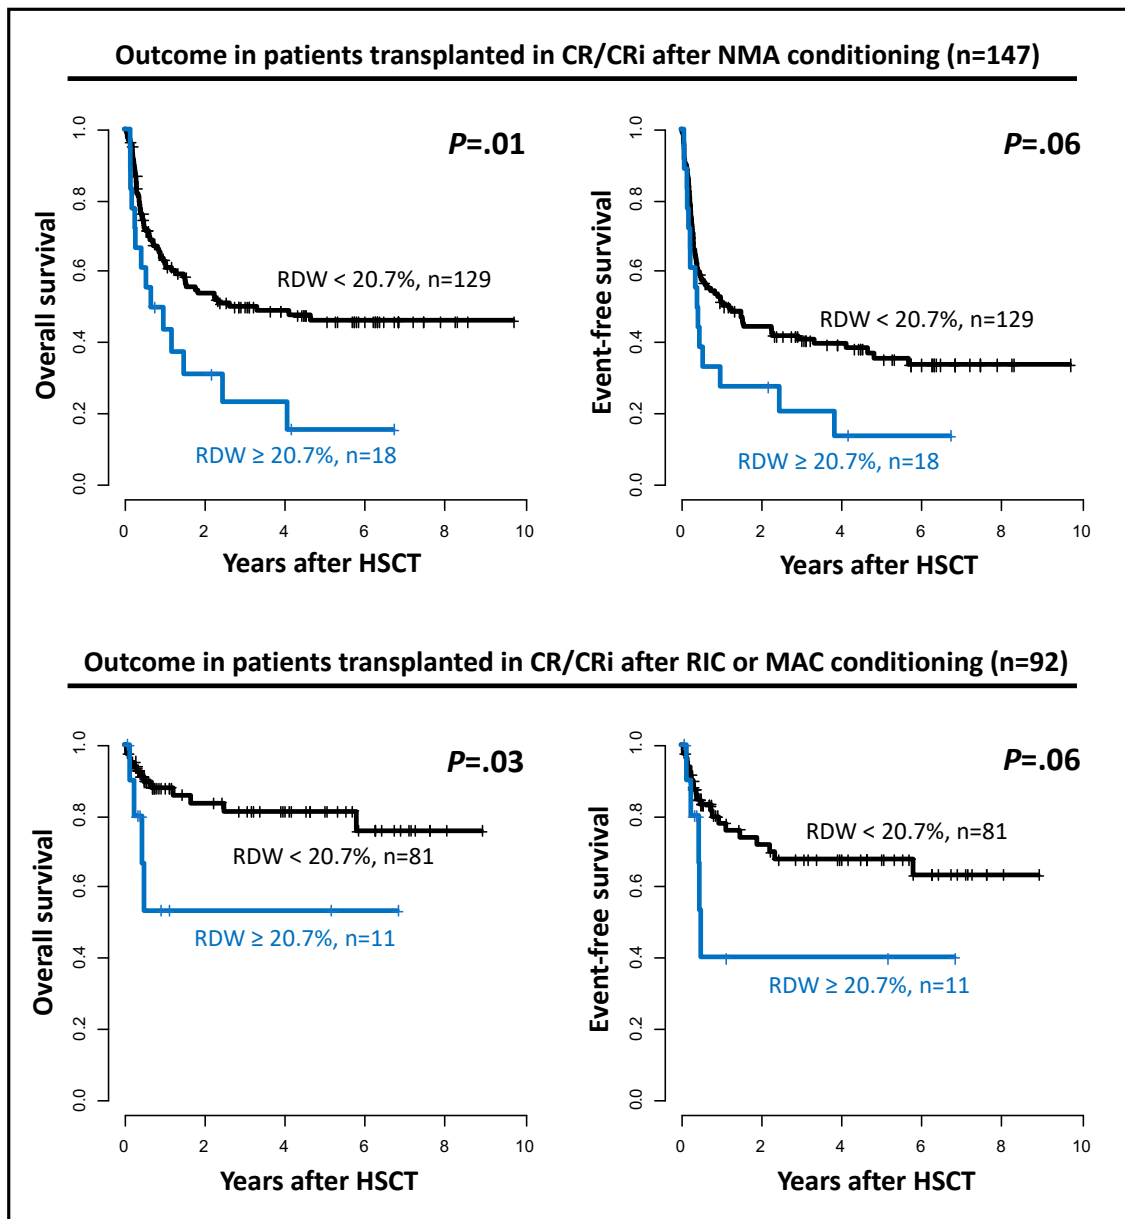 Outcome in patients transplanted in CR/CRi after NMA conditioning (n=147)
Overall survival
1.0
0.8
0.6
0.4
0.2
0.0
P=.01
RDW < 20.7%, n=129
RDW ≥ 20.7%, n=18
0 2 4 6 8 10
Years after HSCT
Event-free survival
1.0
0.8
0.6
0.4
0.2
0.0
P=.06
RDW < 20.7%, n=129
RDW ≥ 20.7%, n=18
0 2 4 6 8 10
Years after HSCT
Outcome in patients transplanted in CR/CRi after RIC or MAC conditioning (n=92)
Overall survival
1.0
0.8
0.6
0.4
0.2
0.0
P=.03
RDW < 20.7%, n=81
RDW ≥ 20.7%, n=11
0 2 4 6 8 10
Years after HSCT
Event-free survival
1.0
0.8
0.6
0.4
0.2
0.0
P=.06
RDW < 20.7%, n=81
RDW ≥ 20.7%, n=11
0 2 4 6 8 10
Years after HSCT